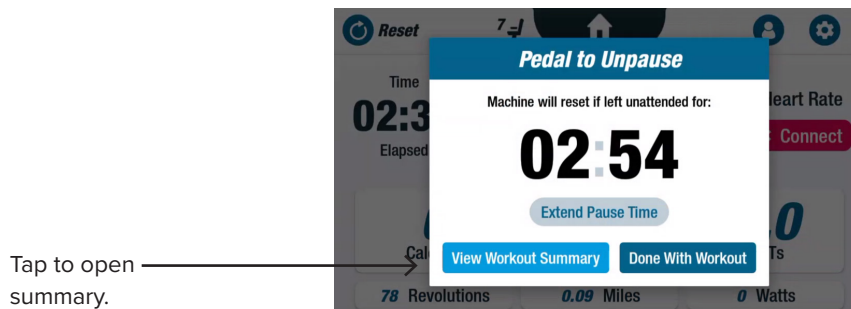 Reset
7
Pedal to Unpause
Time
Machine will reset if left unattended for:
Heart Rate
02:3
Connect
02:54
Elapsed
Extend Pause Time
.0
Cal
View Workout Summary
Done With Workout
Ts
Tap to open
summary.
78 Revolutions
0.09 Miles
0 Watts